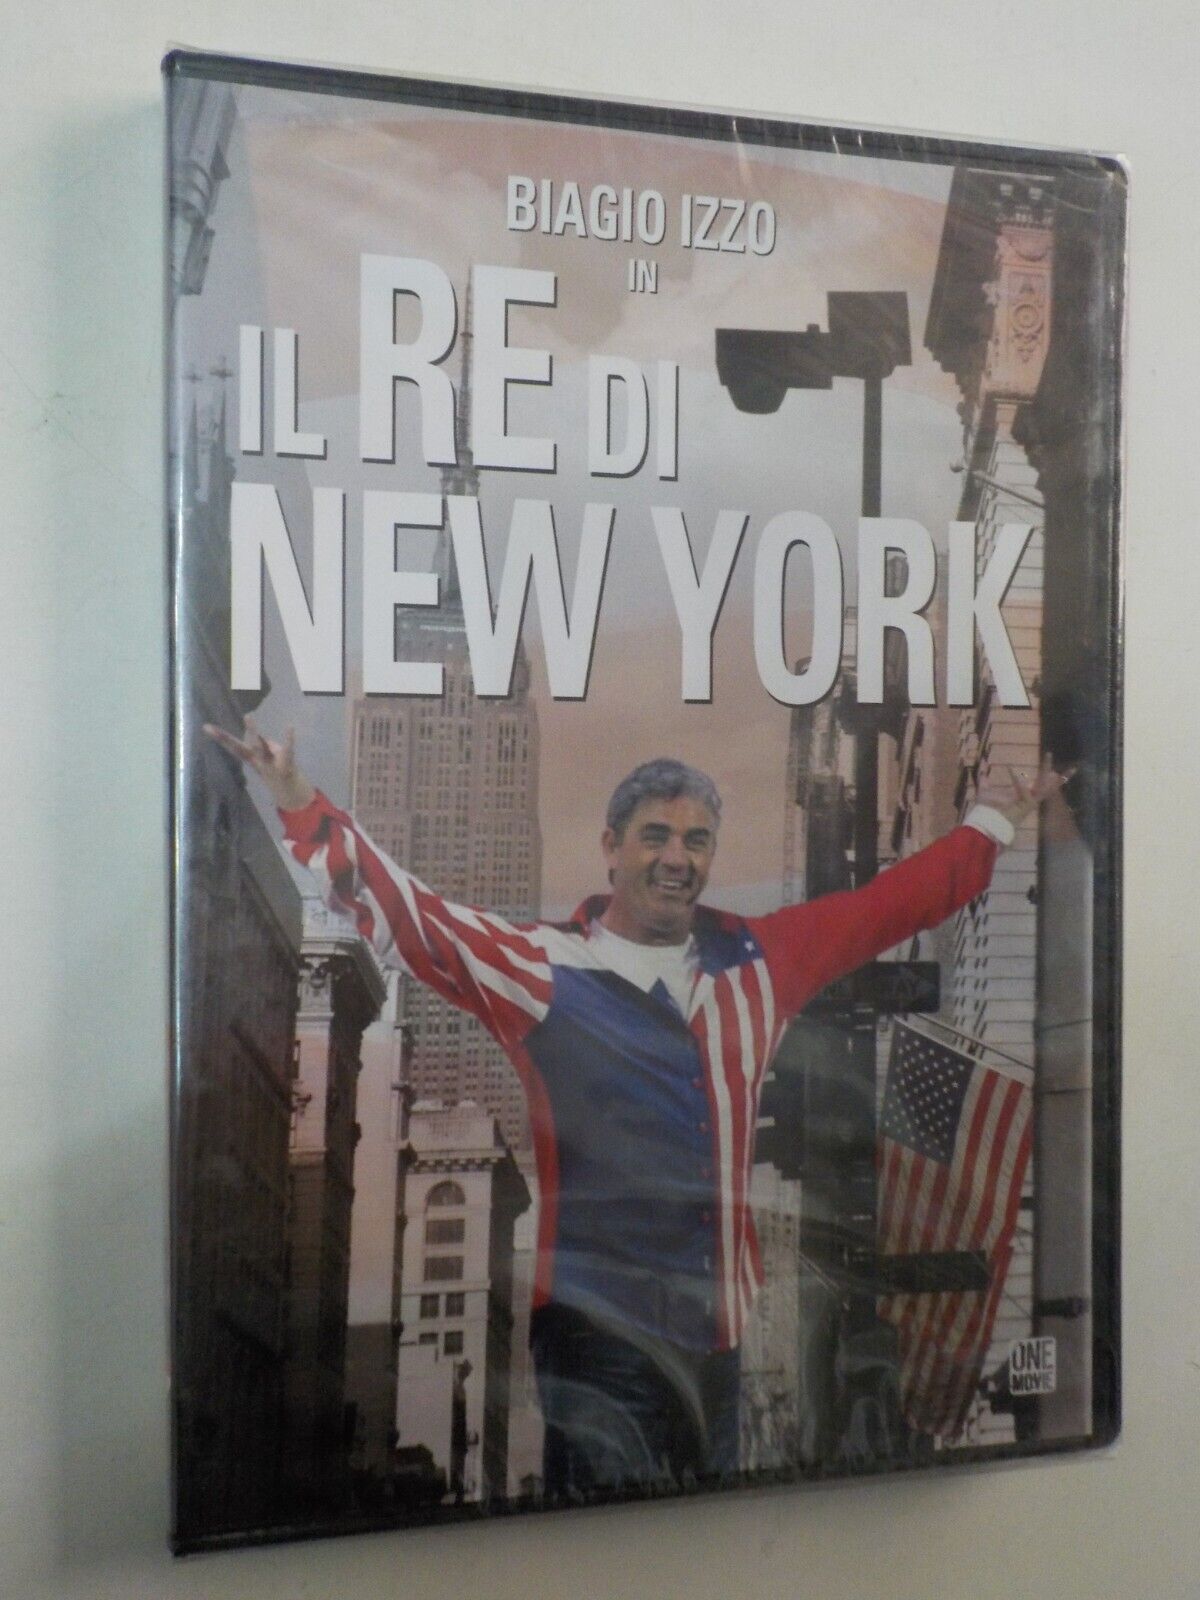 BIAGIO IZZO
IN
IL RE DI
NEW YORK
ONE
MOVIE